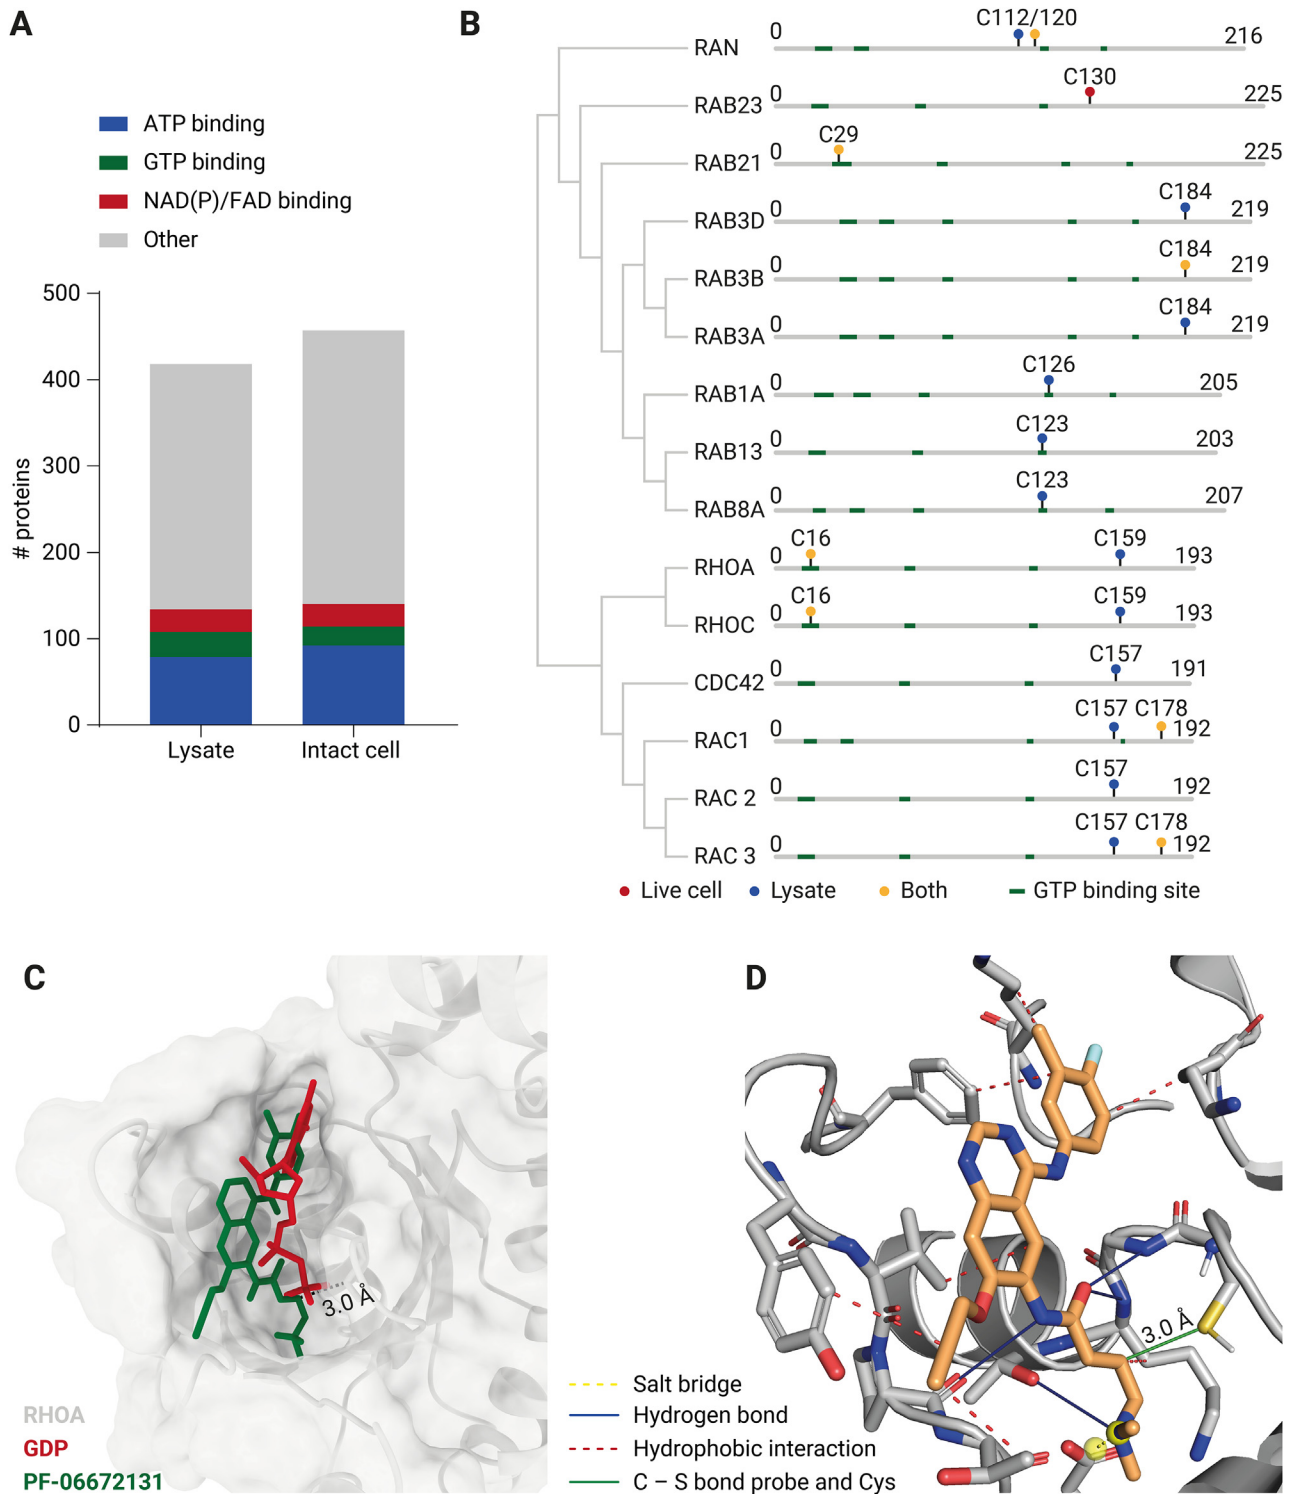 A
ATP binding
GTP binding
NAD(P)/FAD binding
Other
500
400
300
200
100
0
# proteins
Lysate
Intact cell
B
C112/120
RAN 0 216
C130
RAB23 0 225
C29
RAB21 0 225
C184
RAB3D 0 219
C184
RAB3B 0 219
C184
RAB3A 0 219
C126
RAB1A 0 205
C123
RAB13 0 203
C123
RAB8A 0 207
C16 C159
RHOA 0 193
C16 C159
RHOC 0 193
C157
CDC42 0 191
C157 C178
RAC1 0 192
C157
RAC 2 0 192
C157 C178
RAC 3 0 192
Live cell Lysate Both GTP binding site
C
3.0 Å
RHOA
GDP
PF-06672131
D
3.0 Å
Salt bridge
Hydrogen bond
Hydrophobic interaction
C – S bond probe and Cys